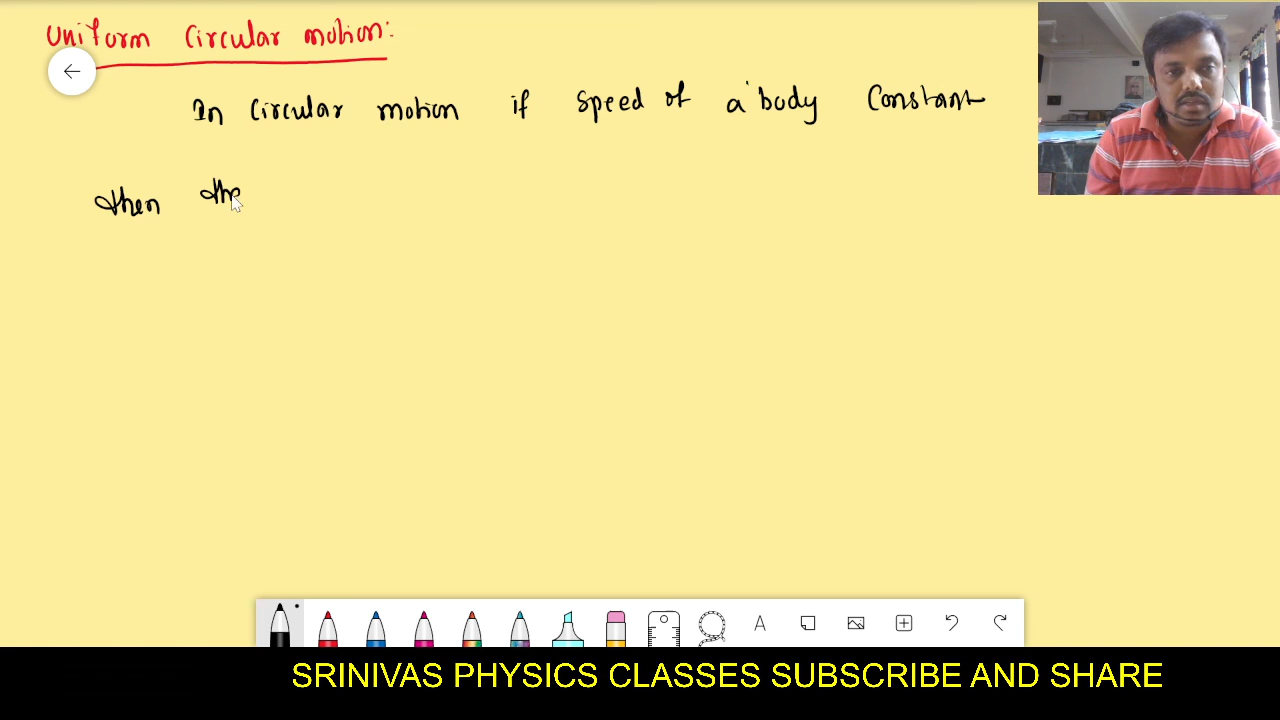 Uniform Circular motion:
In Circular motion if Speed of a body Constant
then the
A
SRINIVAS PHYSICS CLASSES SUBSCRIBE AND SHARE